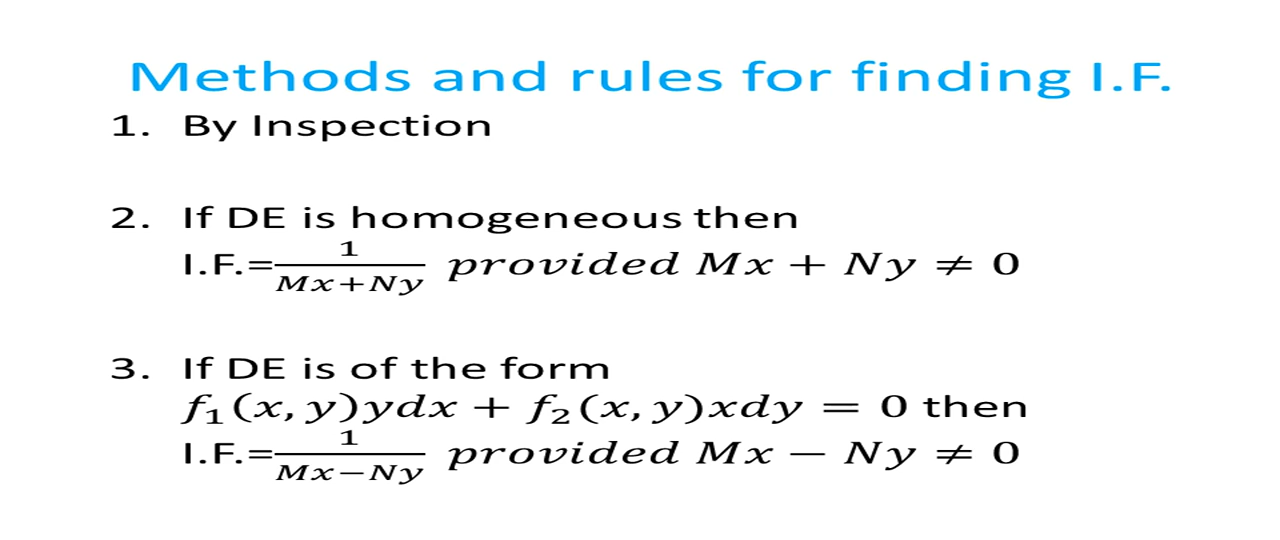 Methods and rules for finding I.F.
1. By Inspection
2. If DE is homogeneous then
I.F.=\frac{1}{Mx+Ny} provided Mx + Ny ≠ 0
3. If DE is of the form
f₁(x, y)ydx + f₂(x, y)xdy = 0 then
I.F.=\frac{1}{Mx−Ny} provided Mx − Ny ≠ 0